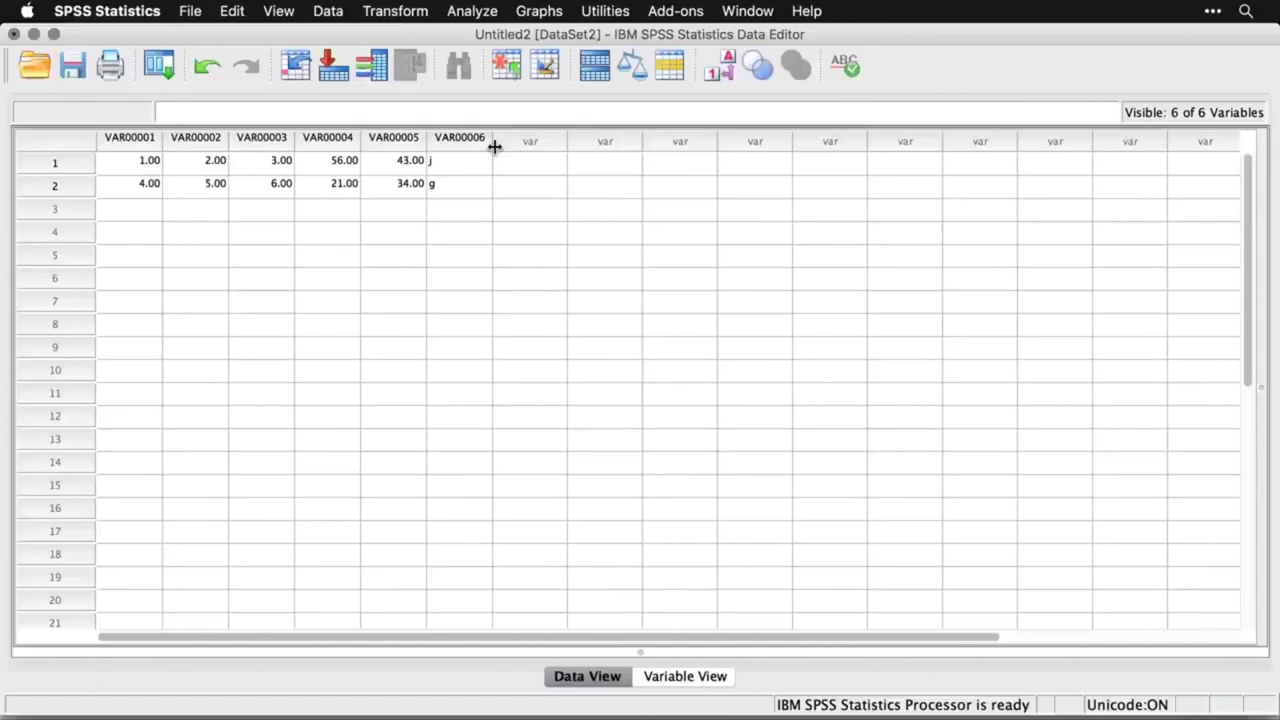 SPSS Statistics File Edit View Data Transform Analyze Graphs Utilities Add-ons Window Help
Untitled2 [DataSet2] - IBM SPSS Statistics Data Editor
1 A
ABC
Visible: 6 of 6 Variables
VAR00001 VAR00002 VAR00003 VAR00004 VAR00005 VAR00006 var var var var var var var var var var
1 1.00 2.00 3.00 56.00 43.00 j
2 4.00 5.00 6.00 21.00 34.00 g
3
4
5
6
7
8
9
10
11
12
13
14
15
16
17
18
19
20
21
Data View Variable View
IBM SPSS Statistics Processor is ready Unicode:ON